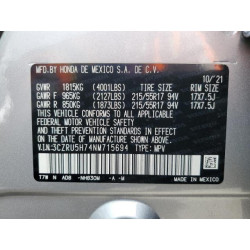 MFD. BY HONDA DE MEXICO S.A. DE C.V. 10/'21
GVWR 1815KG (4001LBS) TIRE SIZE RIM SIZE
GAWR F 965KG (2127LBS) 215/55R17 94V 17X7.5J
GAWR R 850KG (1873LBS) 215/55R17 94V 17X7.5J
THIS VEHICLE CONFORMS TO ALL APPLICABLE
FEDERAL MOTOR VEHICLE SAFETY AND THEFT
PREVENTION STANDARDS IN EFFECT ON THE DATE OF
MANUFACTURE SHOWN ABOVE.
V.I.N.:3CZRU5H74NM715694 TYPE:MPV
T7W N AD8 -NH830M -A -M
MADE IN MEXICO